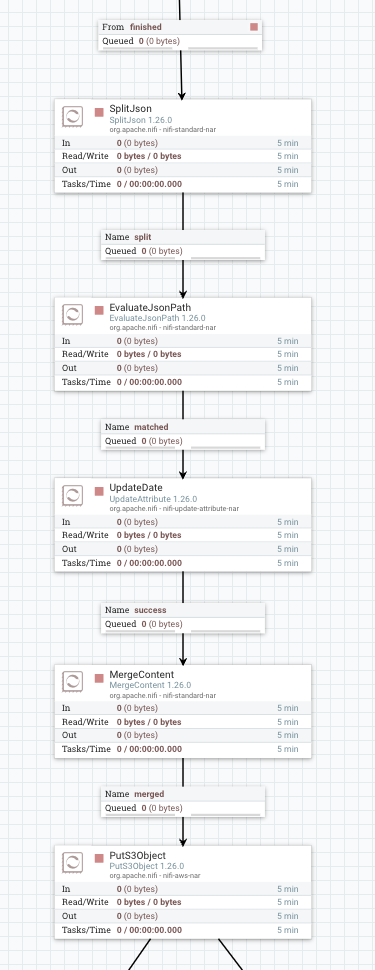 From finished
Queued 0 (0 bytes)
SplitJson
SplitJson 1.26.0
org.apache.nifi - nifi-standard-nar
In 0 (0 bytes) 5 min
Read/Write 0 bytes / 0 bytes 5 min
Out 0 (0 bytes) 5 min
Tasks/Time 0 / 00:00:00.000 5 min
Name split
Queued 0 (0 bytes)
EvaluateJsonPath
EvaluateJsonPath 1.26.0
org.apache.nifi - nifi-standard-nar
In 0 (0 bytes) 5 min
Read/Write 0 bytes / 0 bytes 5 min
Out 0 (0 bytes) 5 min
Tasks/Time 0 / 00:00:00.000 5 min
Name matched
Queued 0 (0 bytes)
UpdateDate
UpdateAttribute 1.26.0
org.apache.nifi - nifi-update-attribute-nar
In 0 (0 bytes) 5 min
Read/Write 0 bytes / 0 bytes 5 min
Out 0 (0 bytes) 5 min
Tasks/Time 0 / 00:00:00.000 5 min
Name success
Queued 0 (0 bytes)
MergeContent
MergeContent 1.26.0
org.apache.nifi - nifi-standard-nar
In 0 (0 bytes) 5 min
Read/Write 0 bytes / 0 bytes 5 min
Out 0 (0 bytes) 5 min
Tasks/Time 0 / 00:00:00.000 5 min
Name merged
Queued 0 (0 bytes)
PutS3Object
PutS3Object 1.26.0
org.apache.nifi - nifi-aws-nar
In 0 (0 bytes) 5 min
Read/Write 0 bytes / 0 bytes 5 min
Out 0 (0 bytes) 5 min
Tasks/Time 0 / 00:00:00.000 5 min